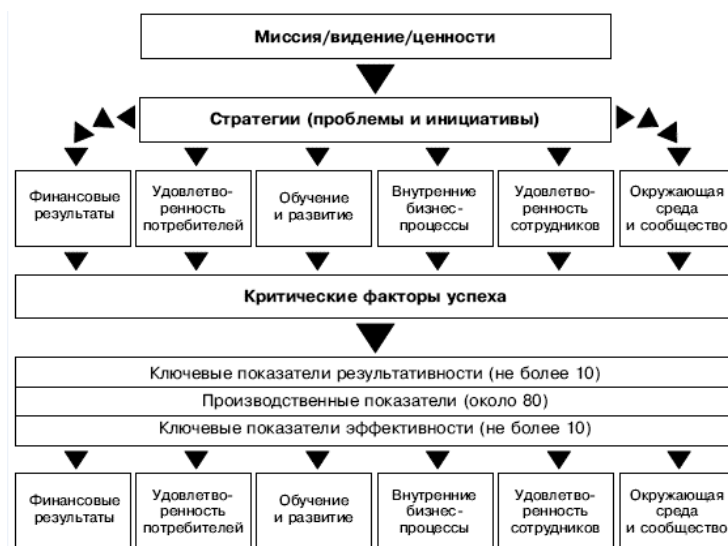 Миссия/видение/ценности
Стратегии (проблемы и инициативы)
Финансовые
результаты
Удовлетво-
ренность
потребителей
Обучение
и развитие
Внутренние
бизнес-
процессы
Удовлетво-
ренность
сотрудников
Окружающая
среда
и сообщество
Критические факторы успеха
Ключевые показатели результативности (не более 10)
Производственные показатели (около 80)
Ключевые показатели эффективности (не более 10)
Финансовые
результаты
Удовлетво-
ренность
потребителей
Обучение
и развитие
Внутренние
бизнес-
процессы
Удовлетво-
ренность
сотрудников
Окружающая
среда
и сообщество